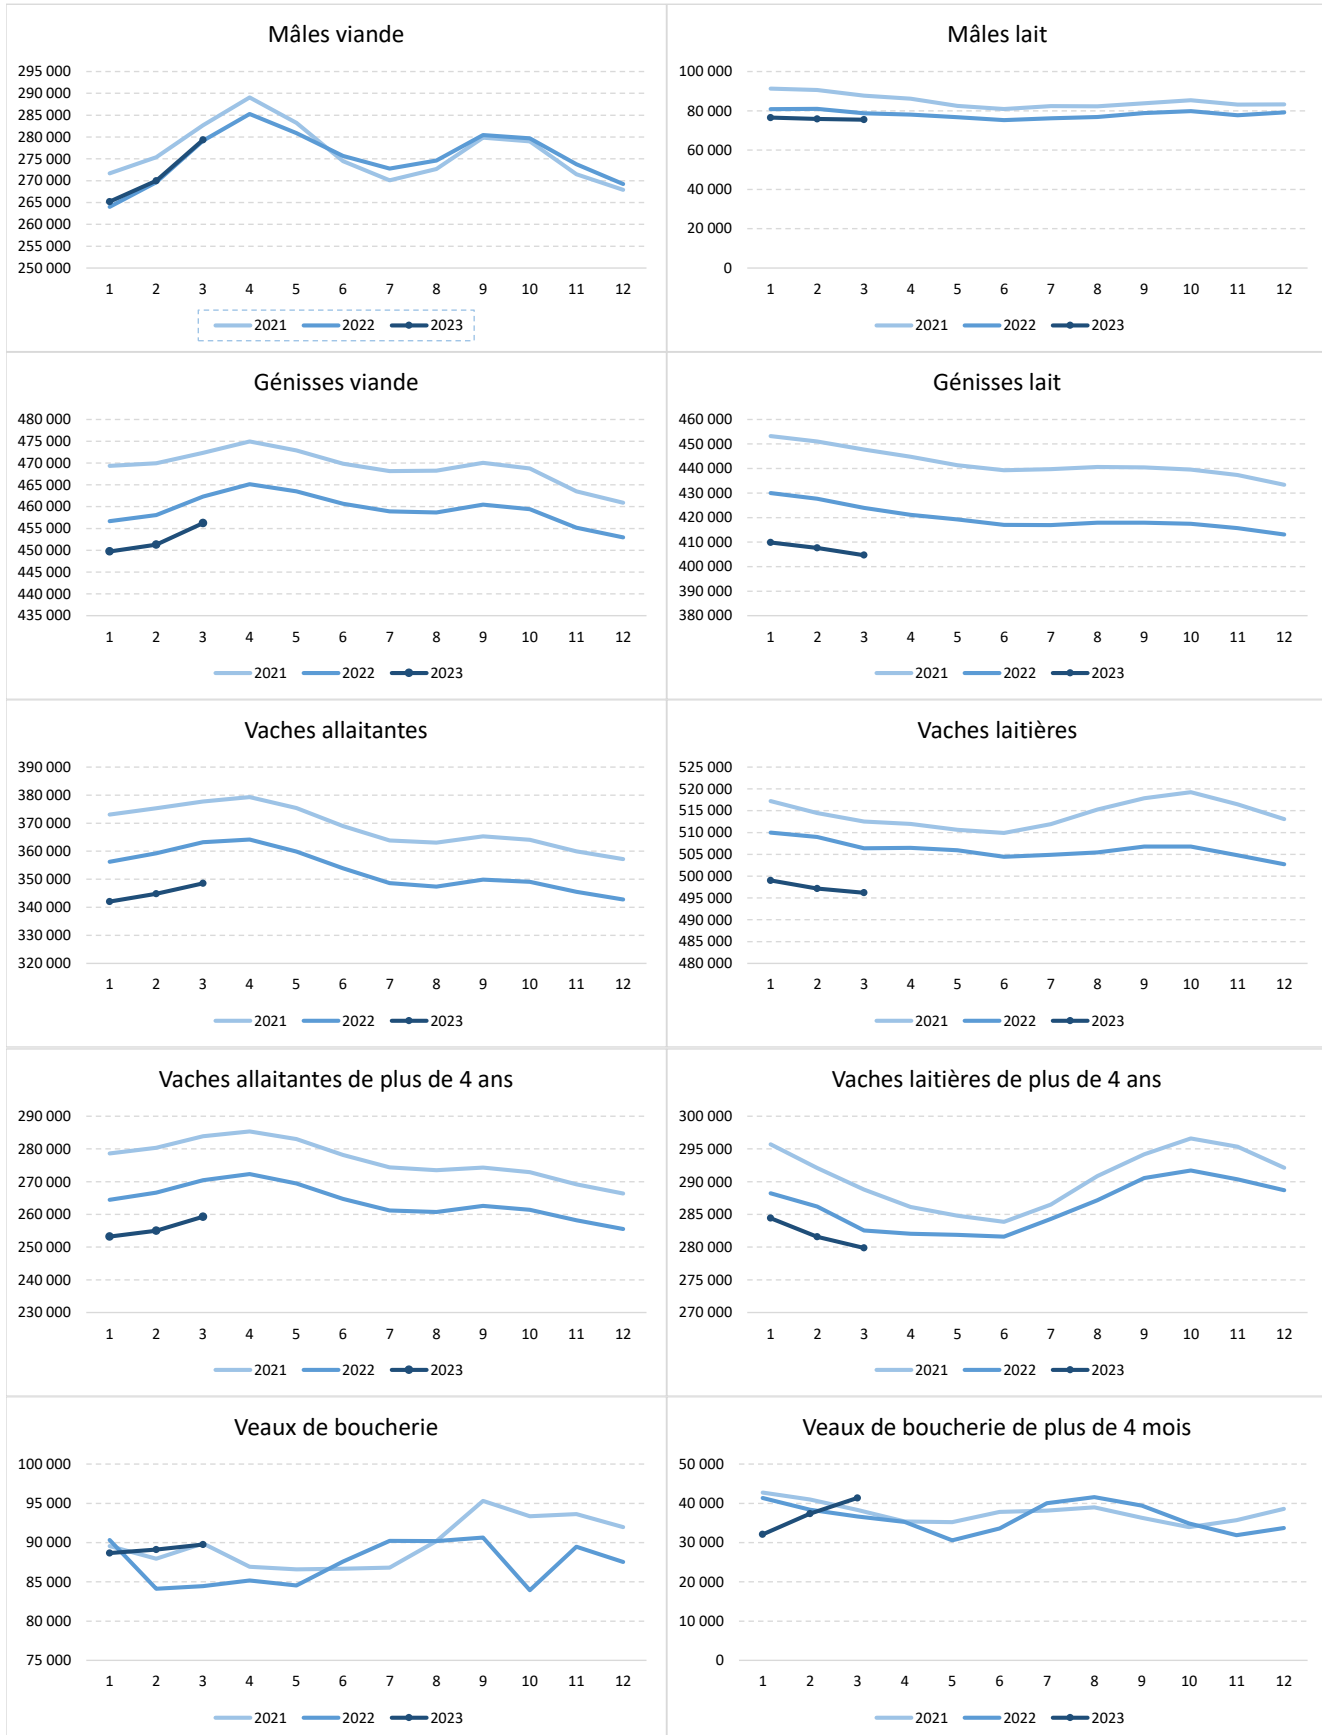 Mâles viande
295 000
290 000
285 000
280 000
275 000
270 000
265 000
260 000
255 000
250 000
1 2 3 4 5 6 7 8 9 10 11 12
2021 2022 2023
Mâles lait
100 000
80 000
60 000
40 000
20 000
0
1 2 3 4 5 6 7 8 9 10 11 12
2021 2022 2023
Génisses viande
480 000
475 000
470 000
465 000
460 000
455 000
450 000
445 000
440 000
435 000
1 2 3 4 5 6 7 8 9 10 11 12
2021 2022 2023
Génisses lait
460 000
450 000
440 000
430 000
420 000
410 000
400 000
390 000
380 000
1 2 3 4 5 6 7 8 9 10 11 12
2021 2022 2023
Vaches allaitantes
390 000
380 000
370 000
360 000
350 000
340 000
330 000
320 000
1 2 3 4 5 6 7 8 9 10 11 12
2021 2022 2023
Vaches laitières
525 000
520 000
515 000
510 000
505 000
500 000
495 000
490 000
485 000
480 000
1 2 3 4 5 6 7 8 9 10 11 12
2021 2022 2023
Vaches allaitantes de plus de 4 ans
290 000
280 000
270 000
260 000
250 000
240 000
230 000
1 2 3 4 5 6 7 8 9 10 11 12
2021 2022 2023
Vaches laitières de plus de 4 ans
300 000
295 000
290 000
285 000
280 000
275 000
270 000
1 2 3 4 5 6 7 8 9 10 11 12
2021 2022 2023
Veaux de boucherie
100 000
95 000
90 000
85 000
80 000
75 000
1 2 3 4 5 6 7 8 9 10 11 12
2021 2022 2023
Veaux de boucherie de plus de 4 mois
50 000
40 000
30 000
20 000
10 000
0
1 2 3 4 5 6 7 8 9 10 11 12
2021 2022 2023